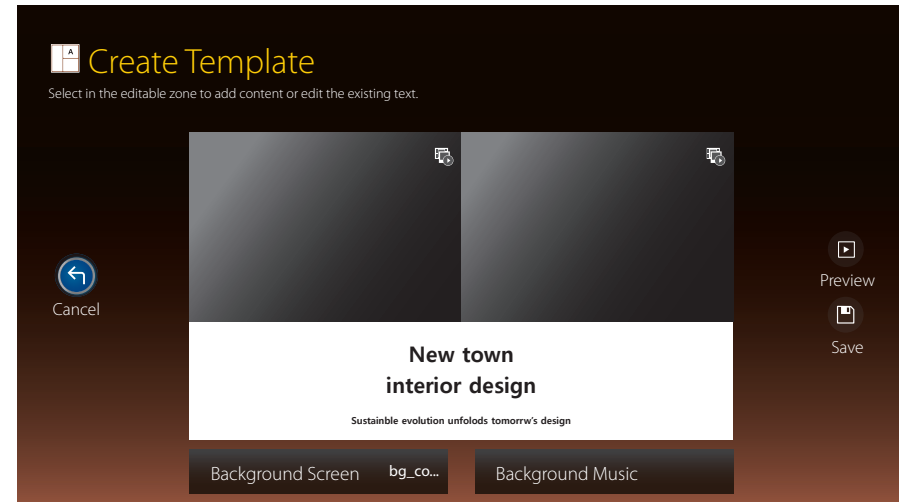 A
Create Template
Select in the editable zone to add content or edit the existing text.
Cancel
Preview
Save
New town
interior design
Sustainble evolution unfolods tomorrw's design
Background Screen bg_co...
Background Music